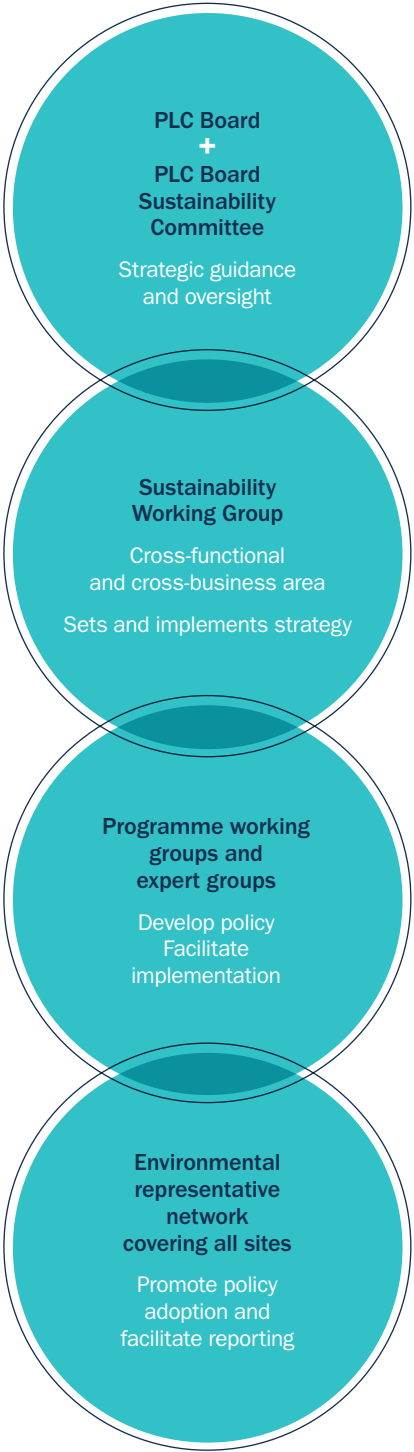 PLC Board
+
PLC Board
Sustainability
Committee
Strategic guidance
and oversight
Sustainability
Working Group
Cross-functional
and cross-business area
Sets and implements strategy
Programme working
groups and
expert groups
Develop policy
Facilitate
implementation
Environmental
representative
network
covering all sites
Promote policy
adoption and
facilitate reporting